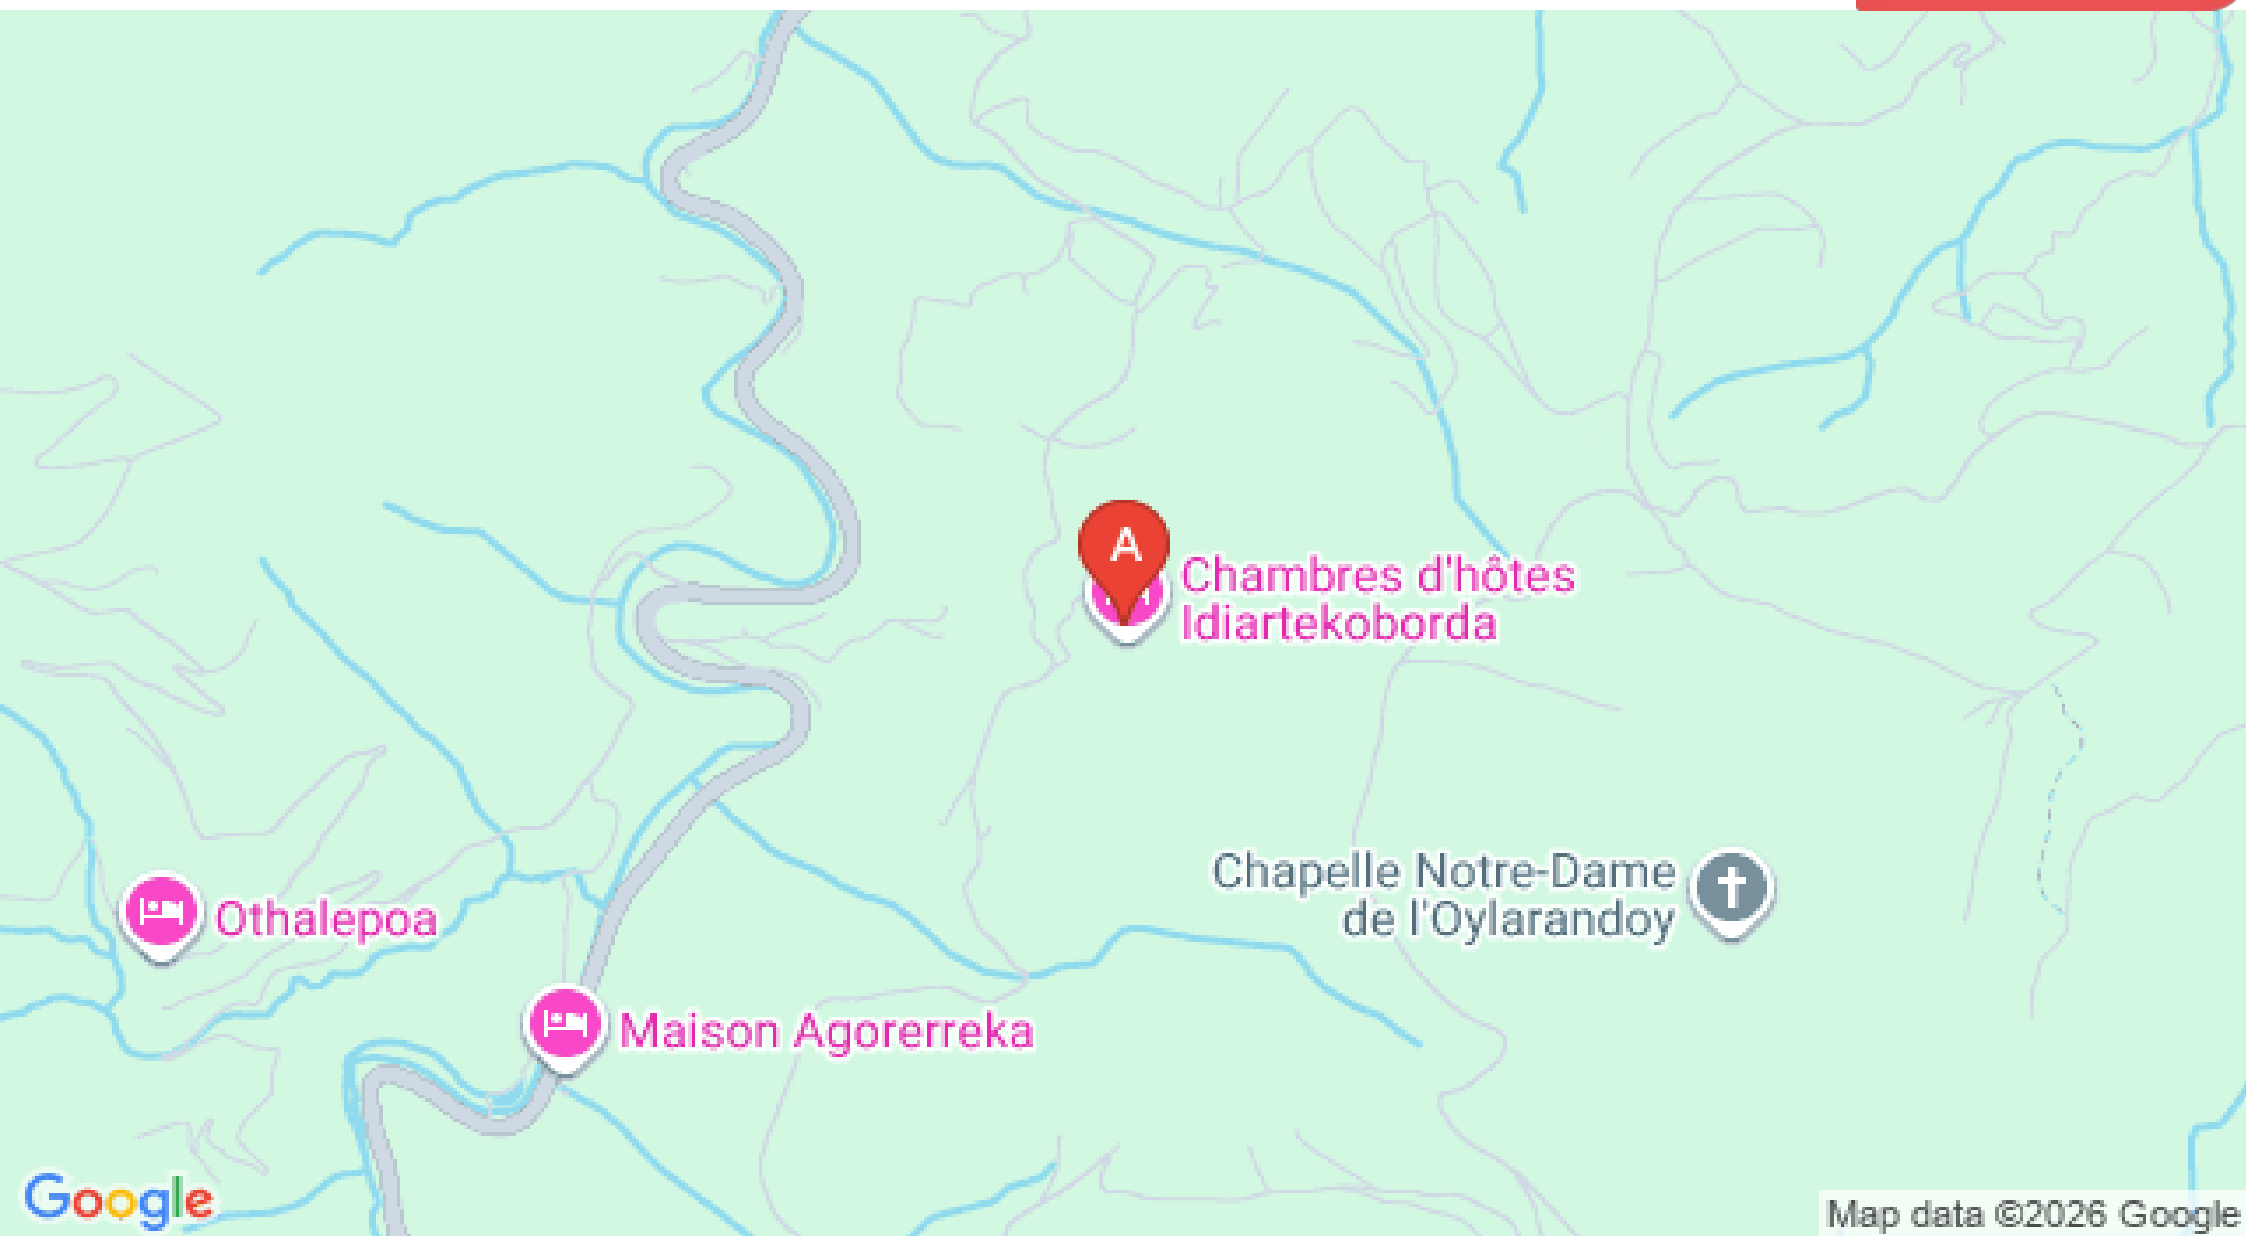 A
Chambres d'hôtes
Idiartekoborda
Chapelle Notre-Dame
de l'Oylarandoy
Othalepoa
Maison Agorerreka
Google
Map data ©2026 Google